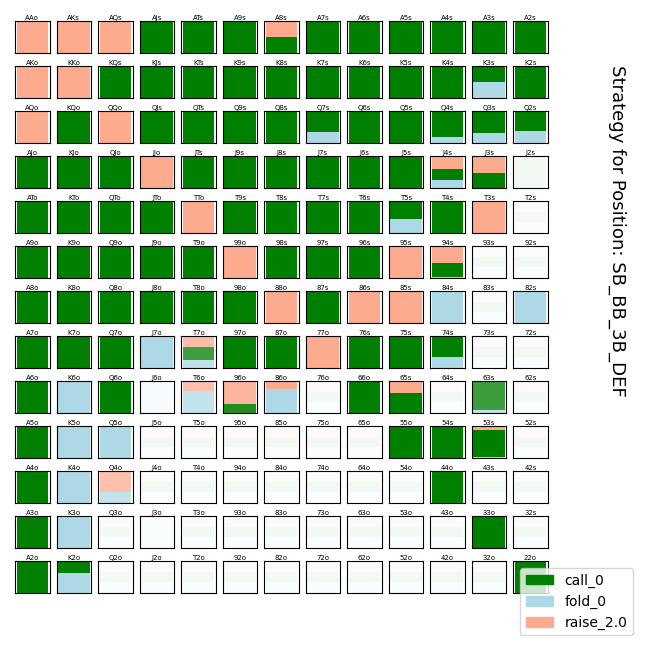 AAo AKs AQs AJs ATs A9s A8s A7s A6s A5s A4s A3s A2s
AKo KKo KQs KJs KTs K9s K8s K7s K6s K5s K4s K3s K2s
AQo KQo QQo QJs QTs Q9s Q8s Q7s Q6s Q5s Q4s Q3s Q2s
AJo KJo QJo JJo JTs J9s J8s J7s J6s J5s J4s J3s J2s
ATo KTo QTo JTo TTo T9s T8s T7s T6s T5s T4s T3s T2s
A9o K9o Q9o J9o T9o 99o 98s 97s 96s 95s 94s 93s 92s
A8o K8o Q8o J8o T8o 98o 88o 87s 86s 85s 84s 83s 82s
A7o K7o Q7o J7o T7o 97o 87o 77o 76s 75s 74s 73s 72s
A6o K6o Q6o J6o T6o 96o 86o 76o 66o 65s 64s 63s 62s
A5o K5o Q5o J5o T5o 95o 85o 75o 65o 55o 54s 53s 52s
A4o K4o Q4o J4o T4o 94o 84o 74o 64o 54o 44o 43s 42s
A3o K3o Q3o J3o T3o 93o 83o 73o 63o 53o 43o 33o 32s
A2o K2o Q2o J2o T2o 92o 82o 72o 62o 52o 42o 32o 22o
Strategy for Position: SB_BB_3B_DEF
call_0
fold_0
raise_2.0